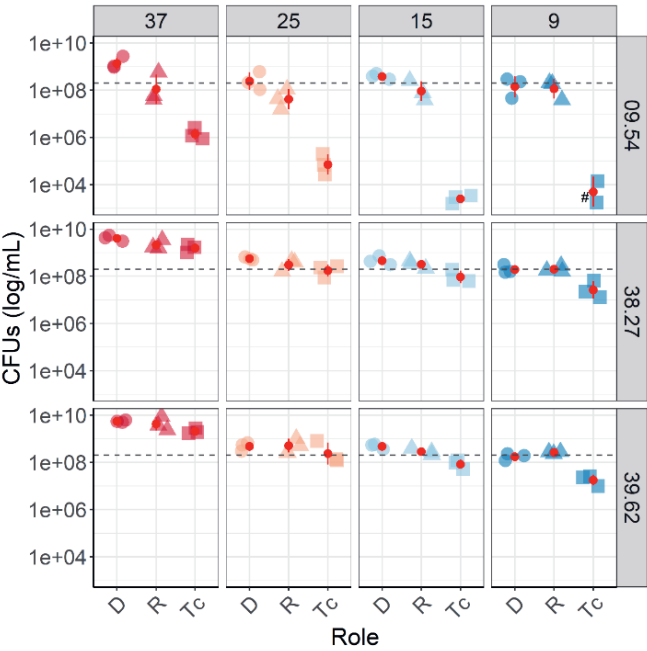 37 25 15 9
1e+10
1e+08
1e+06
1e+04
#
09.54
1e+10
1e+08
1e+06
1e+04
38.27
1e+10
1e+08
1e+06
1e+04
39.62
CFUs (log/mL)
D R Tc D R Tc D R Tc D R Tc
Role